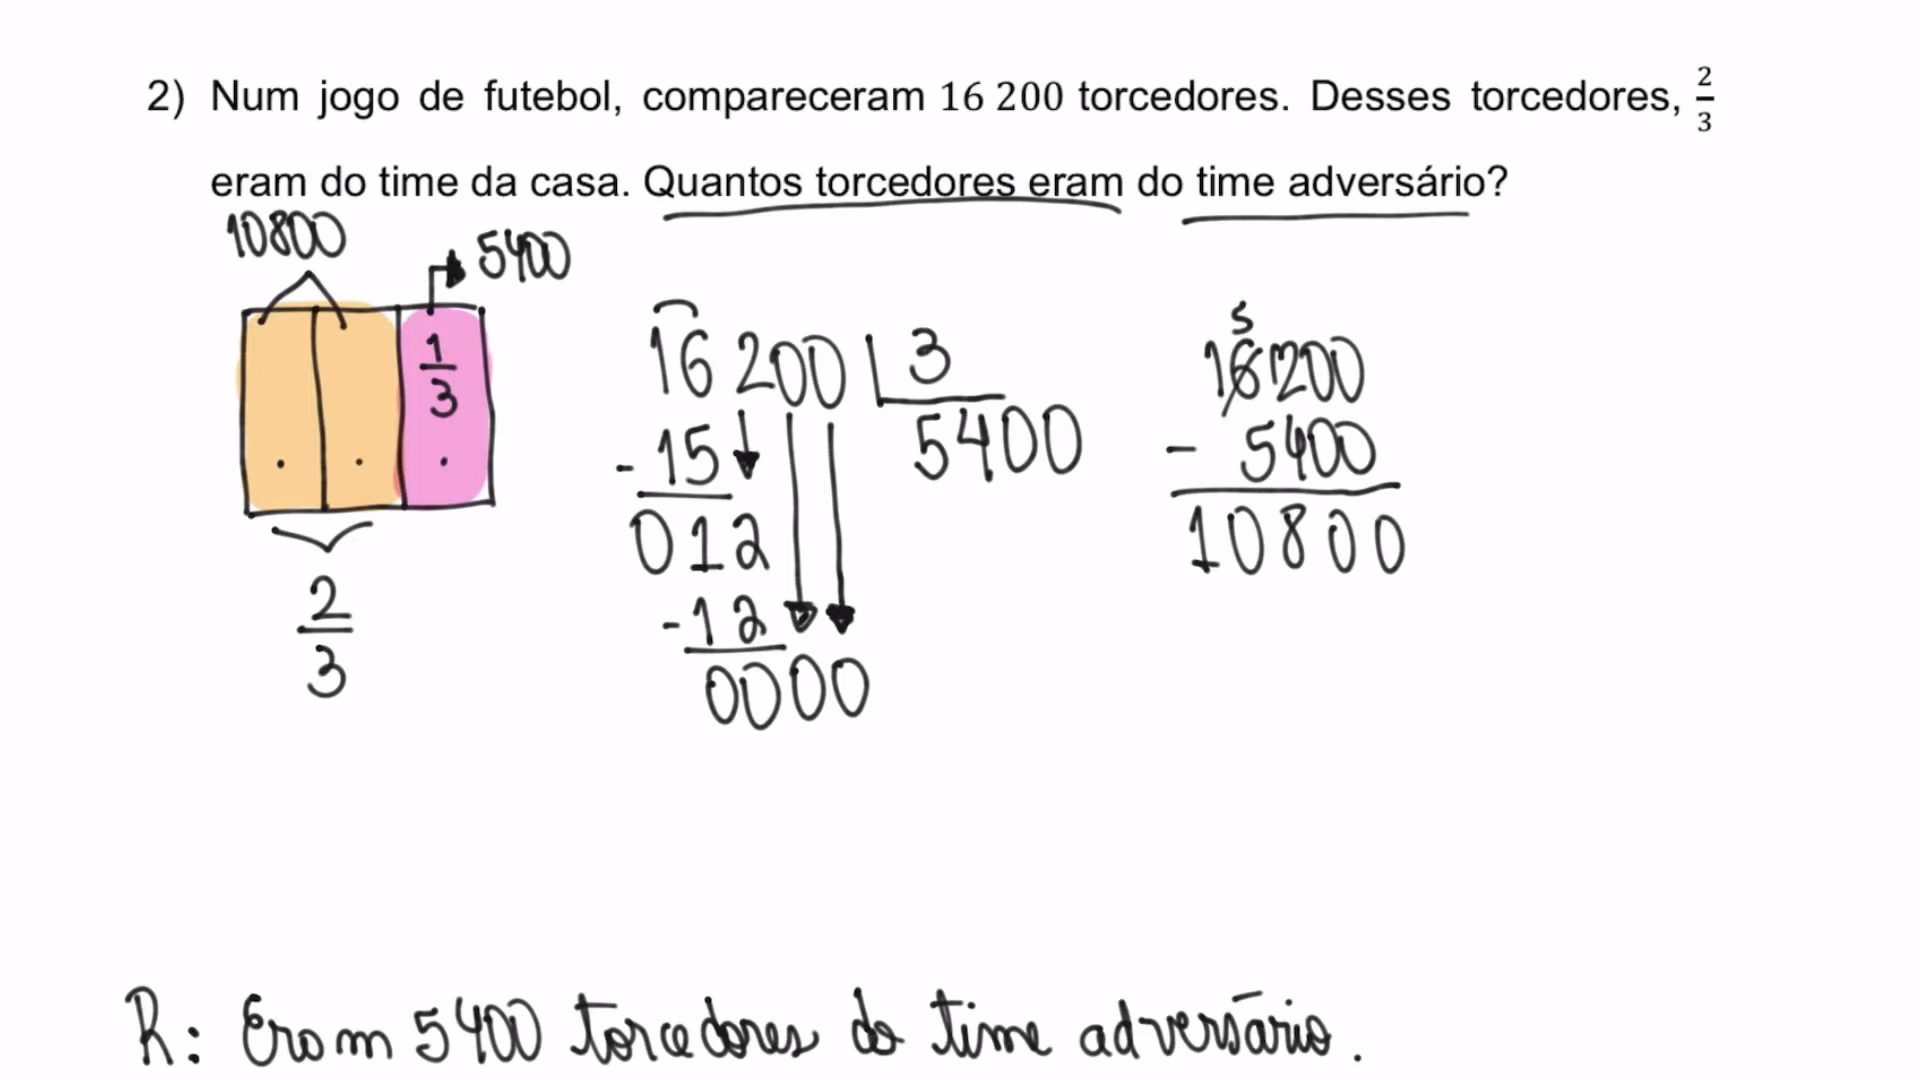 2) Num jogo de futebol, compareceram 16 200 torcedores. Desses torcedores, 2/3
eram do time da casa. Quantos torcedores eram do time adversário?
10800
5400
1/3
2/3
16 200 3
- 15 5400
012
- 12
0000
5
16 1200
- 5400
10800
R: Eram 5400 torcedores do time adversário.